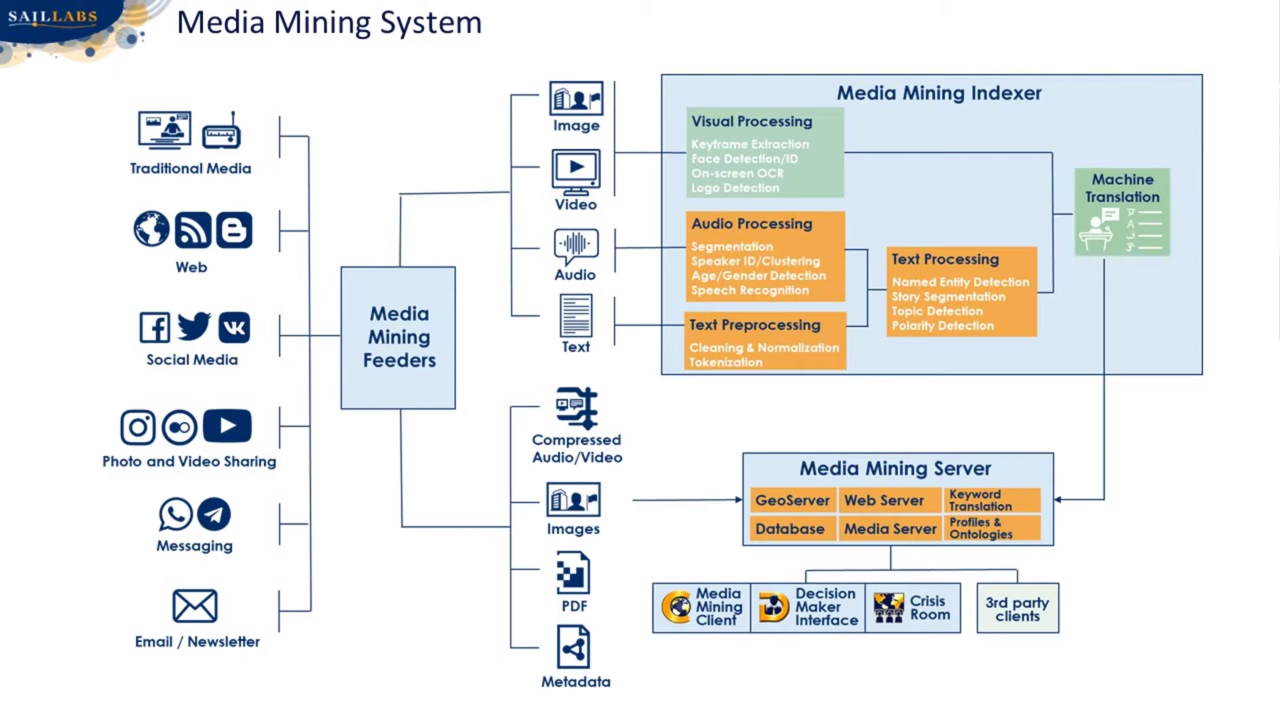 SAIL LABS
Media Mining System
Traditional Media
Web
Social Media
Photo and Video Sharing
Messaging
Email / Newsletter
Media
Mining
Feeders
Image
Video
Audio
Text
Compressed
Audio/Video
Images
PDF
Metadata
Media Mining Indexer
Visual Processing
Keyframe Extraction
Face Detection/ID
On-screen OCR
Logo Detection
Audio Processing
Segmentation
Speaker ID/Clustering
Age/Gender Detection
Speech Recognition
Text Preprocessing
Cleaning & Normalization
Tokenization
Text Processing
Named Entity Detection
Story Segmentation
Topic Detection
Polarity Detection
Machine
Translation
Media Mining Server
GeoServer
Web Server
Keyword
Translation
Database
Media Server
Profiles &
Ontologies
Media
Mining
Client
Decision
Maker
Interface
Crisis
Room
3rd party
clients